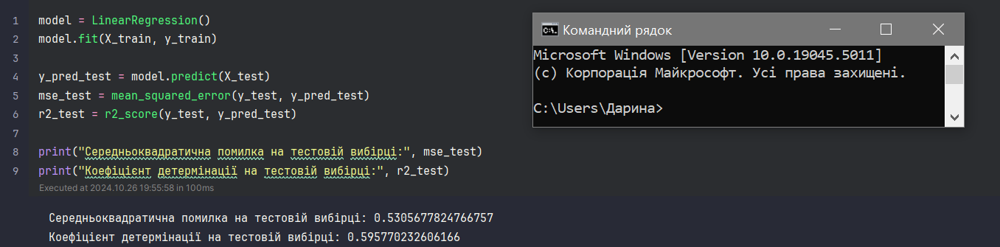 1 model = LinearRegression()
2 model.fit(X_train, y_train)
3
4 y_pred_test = model.predict(X_test)
5 mse_test = mean_squared_error(y_test, y_pred_test)
6 r2_test = r2_score(y_test, y_pred_test)
7
8 print("Середньоквадратична помилка на тестовій вибірці:", mse_test)
9 print("Коефіцієнт детермінації на тестовій вибірці:", r2_test)
Executed at 2024.10.26 19:55:58 in 100ms
Середньоквадратична помилка на тестовій вибірці: 0.5305677824766757
Коефіцієнт детермінації на тестовій вибірці: 0.595770232606166
Командний рядок
Microsoft Windows [Version 10.0.19045.5011]
(c) Корпорація Майкрософт. Усі права захищені.
C:\Users\Дарина>